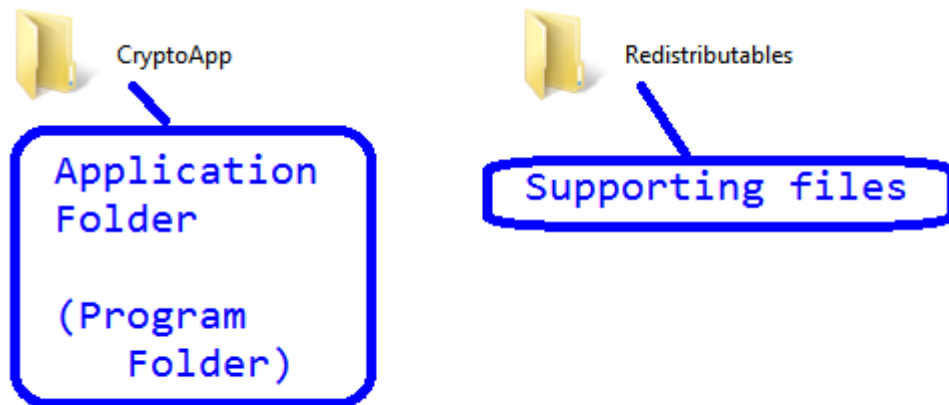 CryptoApp
Redistributables
Application
Folder
(Program
Folder)
Supporting files